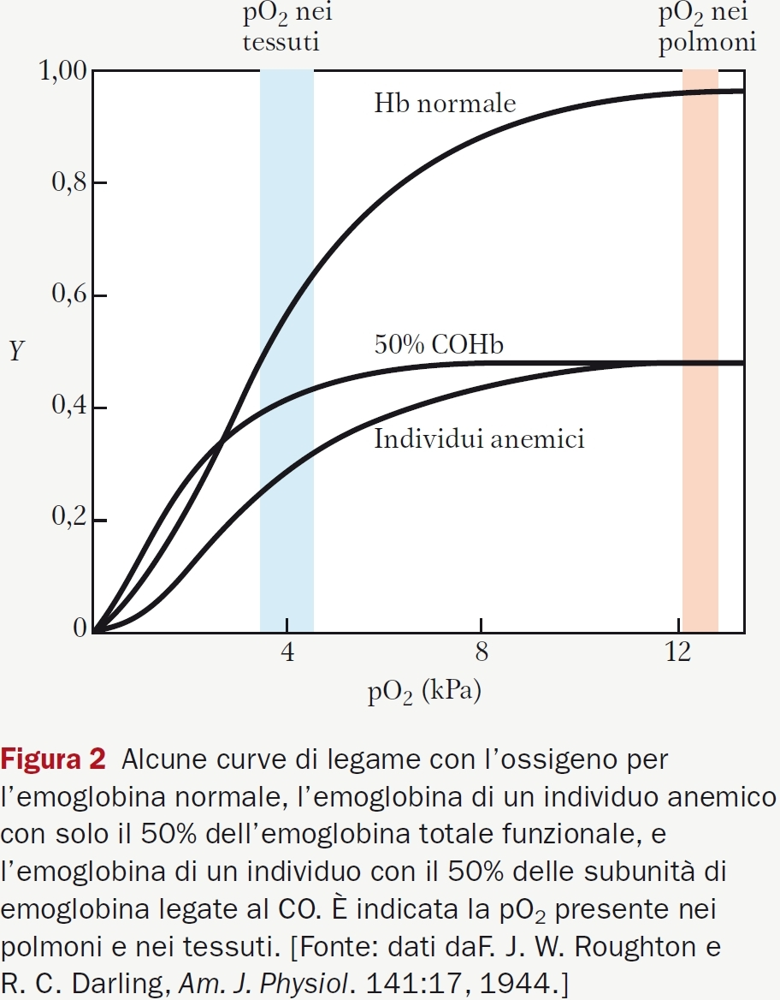 pO₂ nei
tessuti
pO₂ nei
polmoni
1,00
Hb normale
0,8
0,6
Y
50% COHb
0,4
Individui anemici
0,2
0
4
8
12
pO₂ (kPa)
Figura 2 Alcune curve di legame con l’ossigeno per
l’emoglobina normale, l’emoglobina di un individuo anemico
con solo il 50% dell’emoglobina totale funzionale, e
l’emoglobina di un individuo con il 50% delle subunità di
emoglobina legate al CO. È indicata la pO₂ presente nei
polmoni e nei tessuti. [Fonte: dati daF. J. W. Roughton e
R. C. Darling, Am. J. Physiol. 141:17, 1944.]